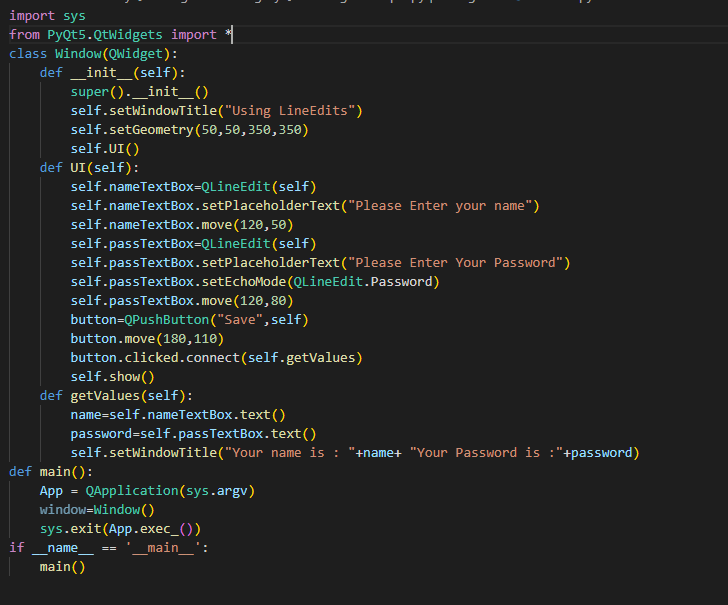 import sys
from PyQt5.QtWidgets import *
class Window(QWidget):
    def __init__(self):
        super().__init__()
        self.setWindowTitle("Using LineEdits")
        self.setGeometry(50,50,350,350)
        self.UI()
    def UI(self):
        self.nameTextBox=QLineEdit(self)
        self.nameTextBox.setPlaceholderText("Please Enter your name")
        self.nameTextBox.move(120,50)
        self.passTextBox=QLineEdit(self)
        self.passTextBox.setPlaceholderText("Please Enter Your Password")
        self.passTextBox.setEchoMode(QLineEdit.Password)
        self.passTextBox.move(120,80)
        button=QPushButton("Save",self)
        button.move(180,110)
        button.clicked.connect(self.getValues)
        self.show()
    def getValues(self):
        name=self.nameTextBox.text()
        password=self.passTextBox.text()
        self.setWindowTitle("Your name is : "+name+ "Your Password is :"+password)
def main():
    App = QApplication(sys.argv)
    window=Window()
    sys.exit(App.exec_())
if __name__ == '__main__':
    main()